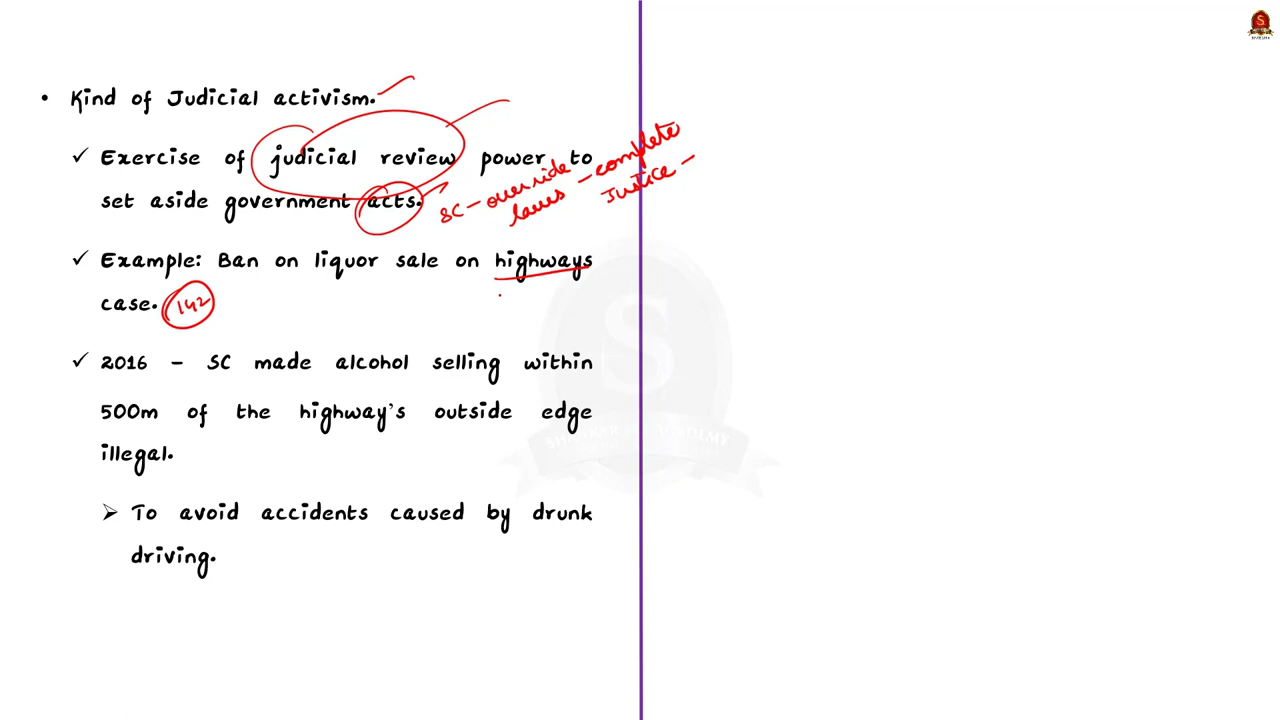 • Kind of Judicial activism.
✓ Exercise of judicial review power to
set aside government acts.
SC - override
laws - complete
Justice -
✓ Example: Ban on liquor sale on highways
case. 142
✓ 2016 - SC made alcohol selling within
500m of the highway's outside edge
illegal.
➢ To avoid accidents caused by drunk
driving.